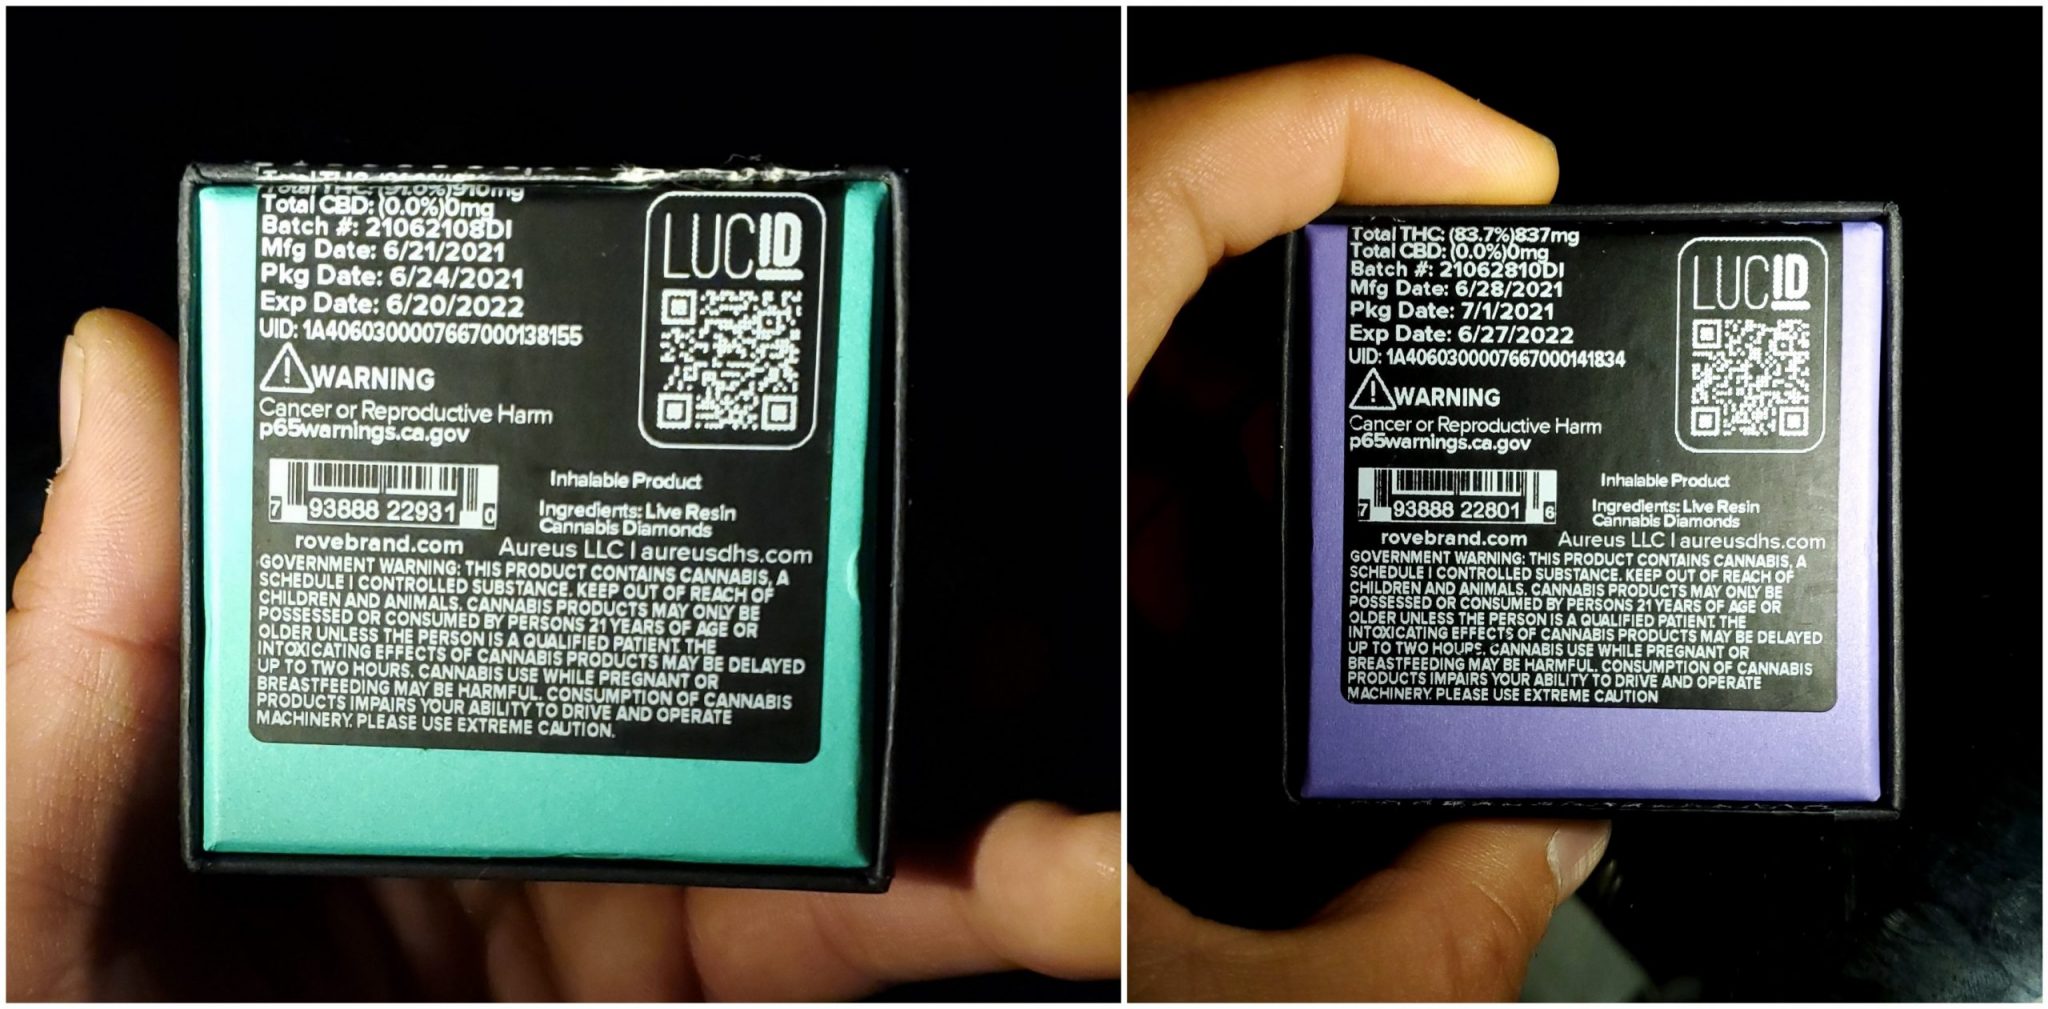 Total THC: (91.0%)910mg
Total CBD: (0.0%)0mg
Batch #: 21062108DI
Mfg Date: 6/21/2021
Pkg Date: 6/24/2021
Exp Date: 6/20/2022
UID: 1A4060300007667000138155
WARNING
Cancer or Reproductive Harm
p65warnings.ca.gov
LUCID
7 93888 22931 0
Inhalable Product
Ingredients: Live Resin
Cannabis Diamonds
rovebrand.com
Aureus LLC | aureusdhs.com
GOVERNMENT WARNING: THIS PRODUCT CONTAINS CANNABIS, A
SCHEDULE I CONTROLLED SUBSTANCE. KEEP OUT OF REACH OF
CHILDREN AND ANIMALS. CANNABIS PRODUCTS MAY ONLY BE
POSSESSED OR CONSUMED BY PERSONS 21 YEARS OF AGE OR
OLDER UNLESS THE PERSON IS A QUALIFIED PATIENT. THE
INTOXICATING EFFECTS OF CANNABIS PRODUCTS MAY BE DELAYED
UP TO TWO HOURS. CANNABIS USE WHILE PREGNANT OR
BREASTFEEDING MAY BE HARMFUL. CONSUMPTION OF CANNABIS
PRODUCTS IMPAIRS YOUR ABILITY TO DRIVE AND OPERATE
MACHINERY. PLEASE USE EXTREME CAUTION.
Total THC: (83.7%)837mg
Total CBD: (0.0%)0mg
Batch #: 21062810DI
Mfg Date: 6/28/2021
Pkg Date: 7/1/2021
Exp Date: 6/27/2022
UID: 1A4060300007667000141834
WARNING
Cancer or Reproductive Harm
p65warnings.ca.gov
LUCID
7 93888 22801 6
Inhalable Product
Ingredients: Live Resin
Cannabis Diamonds
rovebrand.com
Aureus LLC | aureusdhs.com
GOVERNMENT WARNING: THIS PRODUCT CONTAINS CANNABIS, A
SCHEDULE I CONTROLLED SUBSTANCE. KEEP OUT OF REACH OF
CHILDREN AND ANIMALS. CANNABIS PRODUCTS MAY ONLY BE
POSSESSED OR CONSUMED BY PERSONS 21 YEARS OF AGE OR
OLDER UNLESS THE PERSON IS A QUALIFIED PATIENT. THE
INTOXICATING EFFECTS OF CANNABIS PRODUCTS MAY BE DELAYED
UP TO TWO HOURS. CANNABIS USE WHILE PREGNANT OR
BREASTFEEDING MAY BE HARMFUL. CONSUMPTION OF CANNABIS
PRODUCTS IMPAIRS YOUR ABILITY TO DRIVE AND OPERATE
MACHINERY. PLEASE USE EXTREME CAUTION